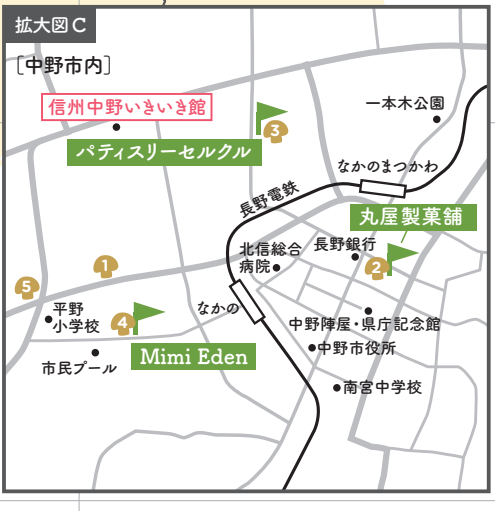 拡大図C
［中野市内］
信州中野いきいき館
一本木公園
3
パティスリーセルクル
なかのまつかわ
長野電鉄
丸屋製菓舗
北信総合
病院
長野銀行
2
1
5
平野
小学校
4
なかの
中野陣屋・県庁記念館
Mimi Eden
中野市役所
市民プール
南宮中学校